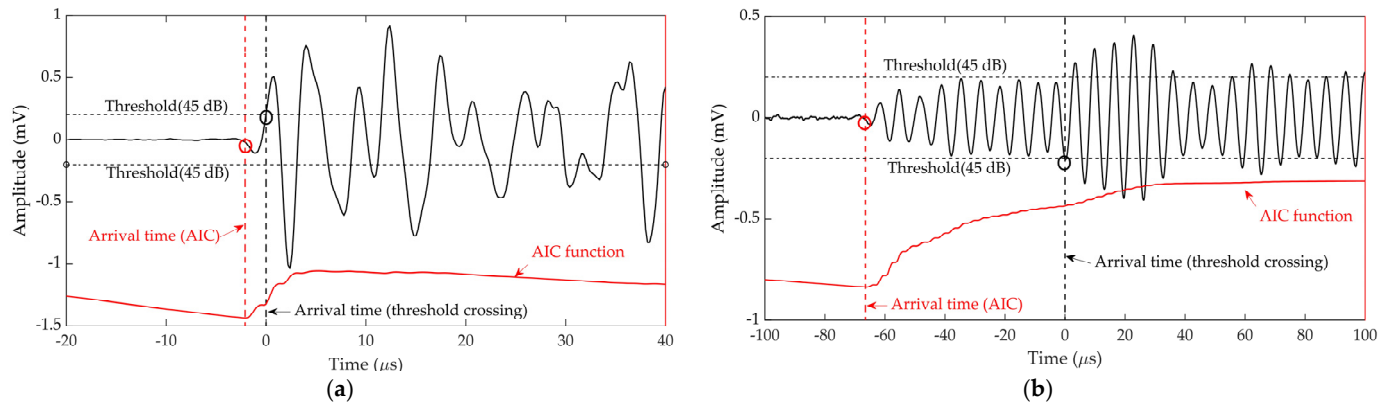 1
0.5
0
-0.5
-1
-1.5
Amplitude (mV)
Threshold(45 dB)
Threshold(45 dB)
Arrival time (AIC)
AIC function
Arrival time (threshold crossing)
-20 -10 0 10 20 30 40
Time (μs)
(a)
0.5
0
-0.5
-1
Amplitude (mV)
Threshold(45 dB)
Threshold(45 dB)
AIC function
Arrival time (threshold crossing)
Arrival time (AIC)
-100 -80 -60 -40 -20 0 20 40 60 80 100
Time (μs)
(b)